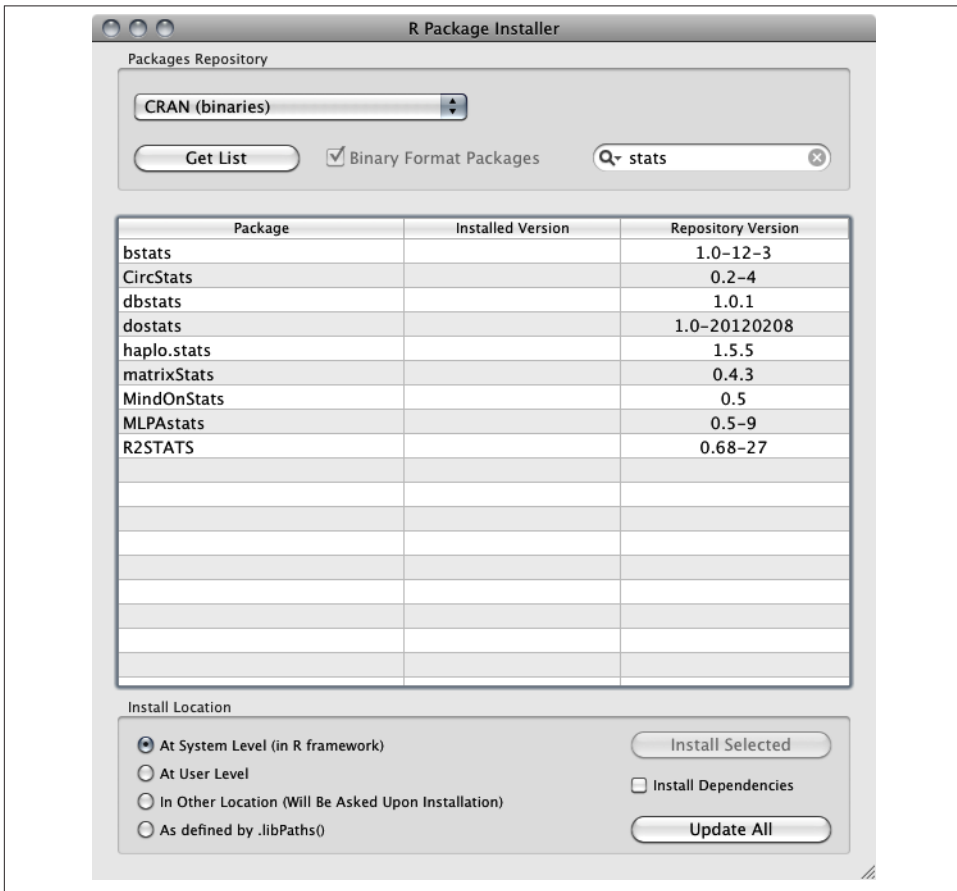 R Package Installer
Packages Repository
CRAN (binaries)
Get List
Binary Format Packages
stats
Package Installed Version Repository Version
bstats 1.0-12-3
CircStats 0.2-4
dbstats 1.0.1
dostats 1.0-20120208
haplo.stats 1.5.5
matrixStats 0.4.3
MindOnStats 0.5
MLPAstats 0.5-9
R2STATS 0.68-27
Install Location
At System Level (in R framework)
Install Selected
At User Level
Install Dependencies
In Other Location (Will Be Asked Upon Installation)
As defined by .libPaths()
Update All